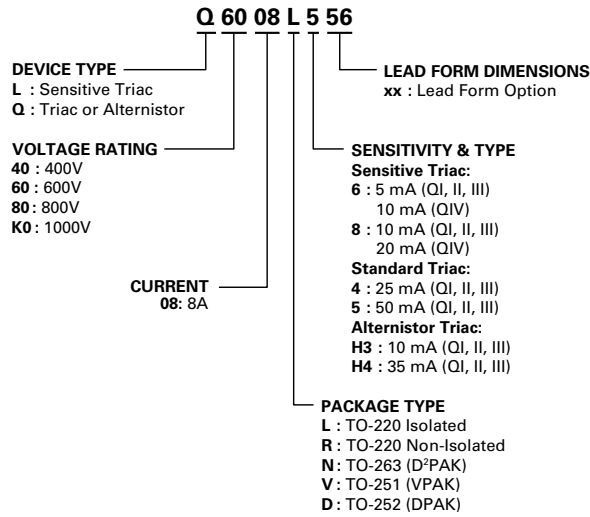 Q 60 08 L 5 56
DEVICE TYPE
L : Sensitive Triac
Q : Triac or Alternistor
VOLTAGE RATING
40 : 400V
60 : 600V
80 : 800V
K0 : 1000V
CURRENT
08: 8A
LEAD FORM DIMENSIONS
xx : Lead Form Option
SENSITIVITY & TYPE
Sensitive Triac:
6 : 5 mA (QI, II, III)
10 mA (QIV)
8 : 10 mA (QI, II, III)
20 mA (QIV)
Standard Triac:
4 : 25 mA (QI, II, III)
5 : 50 mA (QI, II, III)
Alternistor Triac:
H3 : 10 mA (QI, II, III)
H4 : 35 mA (QI, II, III)
PACKAGE TYPE
L : TO-220 Isolated
R : TO-220 Non-Isolated
N : TO-263 (D²PAK)
V : TO-251 (VPAK)
D : TO-252 (DPAK)